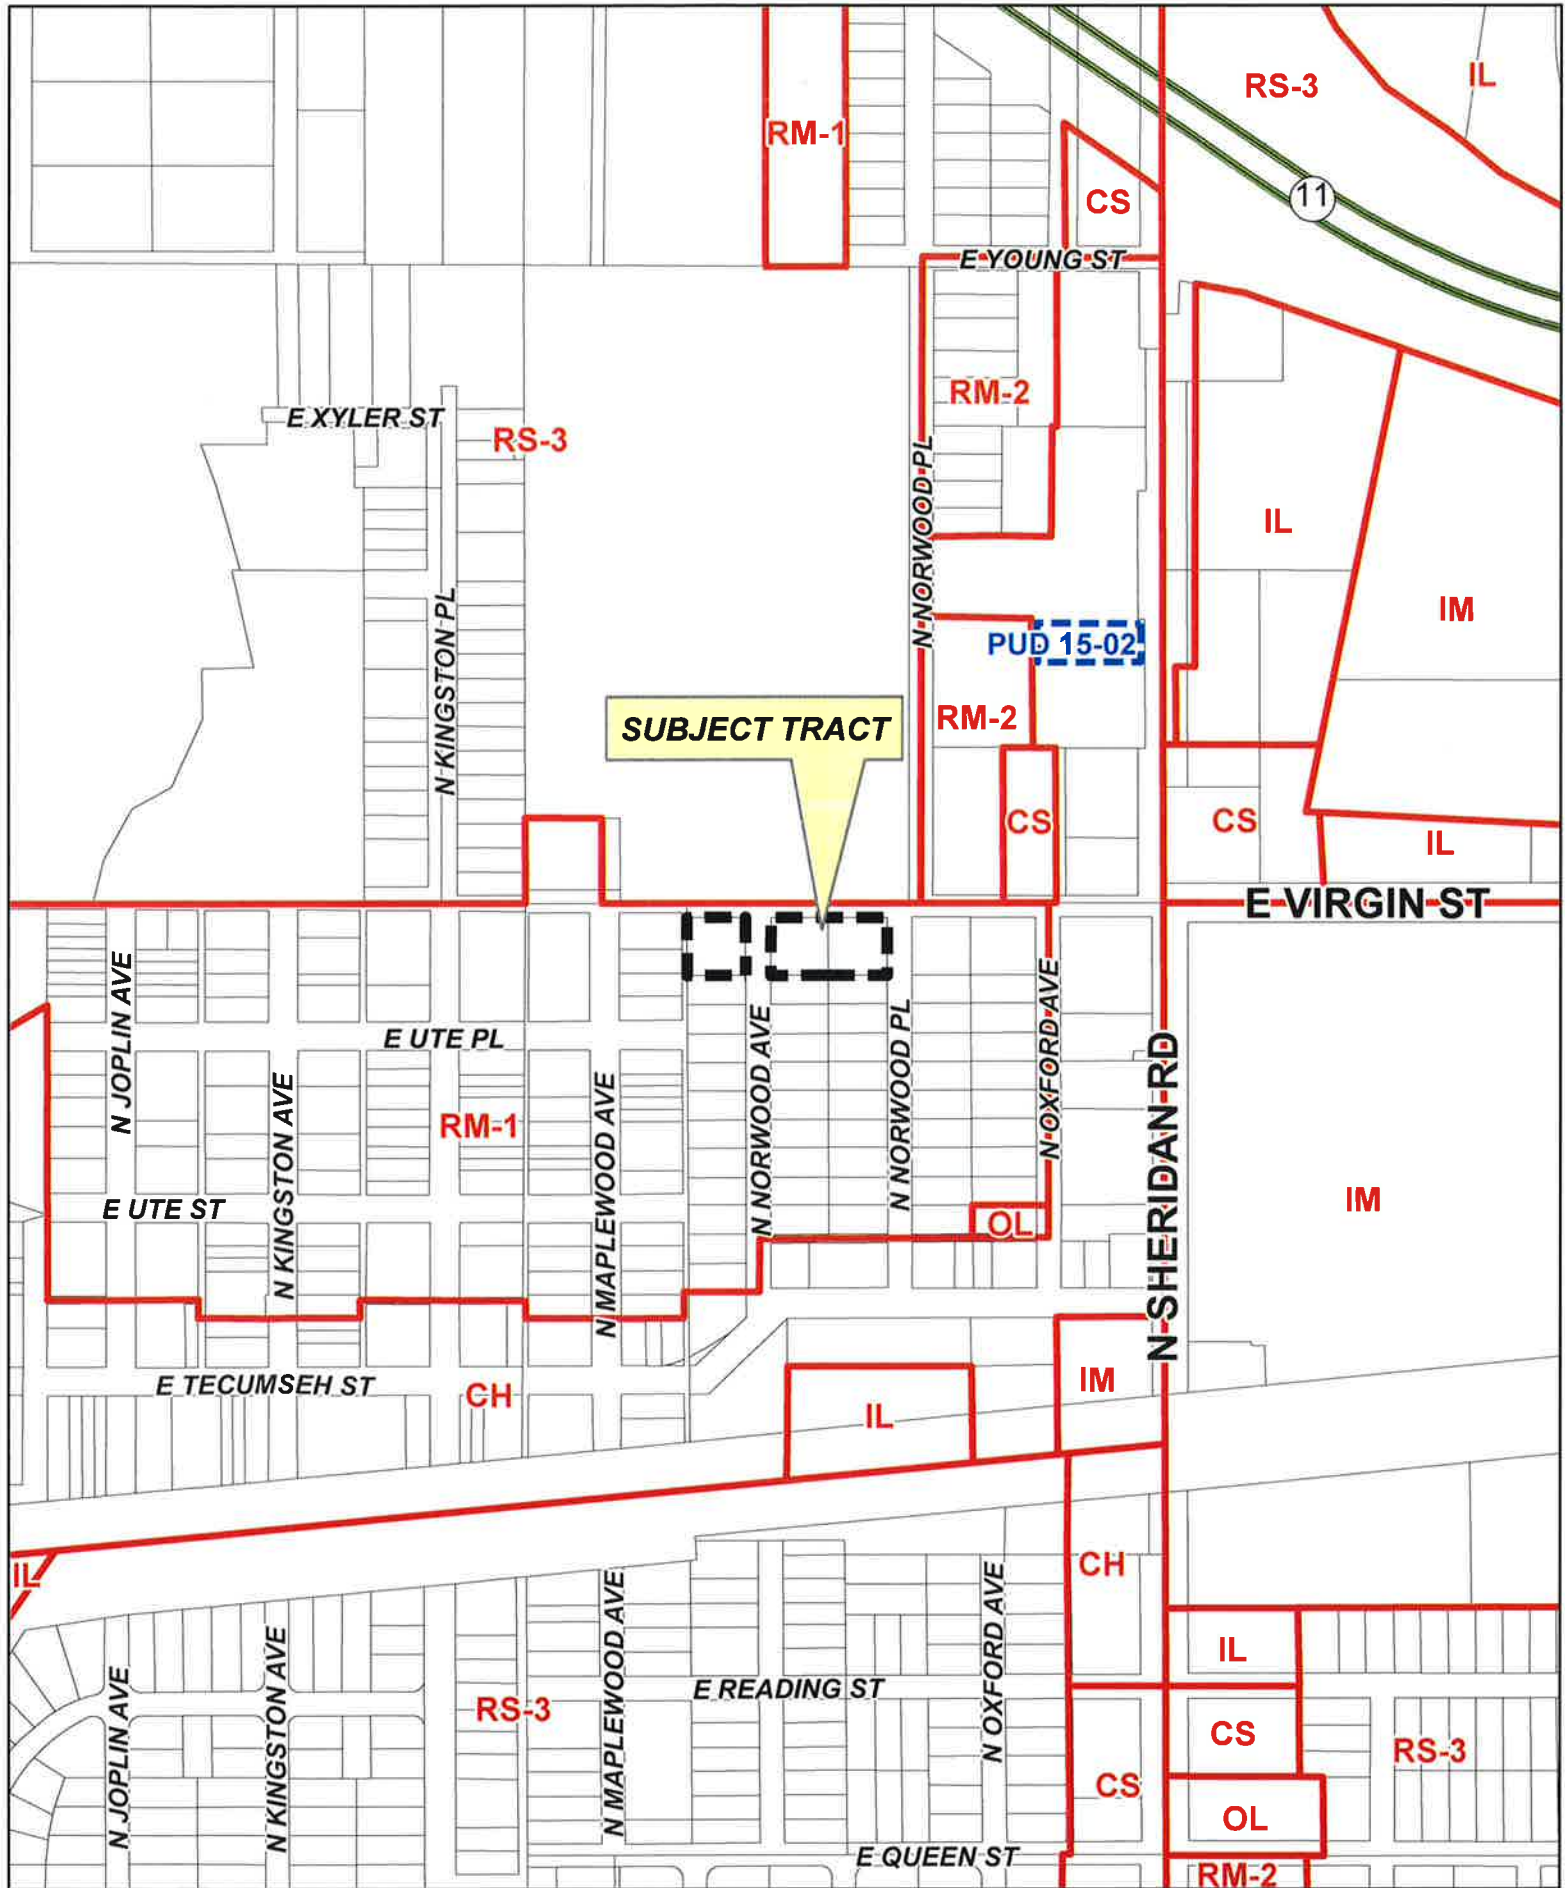 RS-3
IL
RM-1
11
CS
E YOUNG ST
RM-2
E XYLER ST
RS-3
N NORWOOD PL
IL
IM
N KINGSTON PL
PUD 15-02
RM-2
SUBJECT TRACT
CS
CS
IL
E VIRGIN ST
N JOPLIN AVE
E UTE PL
N NORWOOD AVE
N NORWOOD PL
N OXFORD AVE
N SHERIDAN RD
N KINGSTON AVE
RM-1
N MAPLEWOOD AVE
E UTE ST
OL
IM
E TECUMSEH ST
CH
IL
IM
IL
CH
N JOPLIN AVE
N KINGSTON AVE
RS-3
N MAPLEWOOD AVE
E READING ST
N OXFORD AVE
IL
CS
RS-3
CS
OL
E QUEEN ST
RM-2